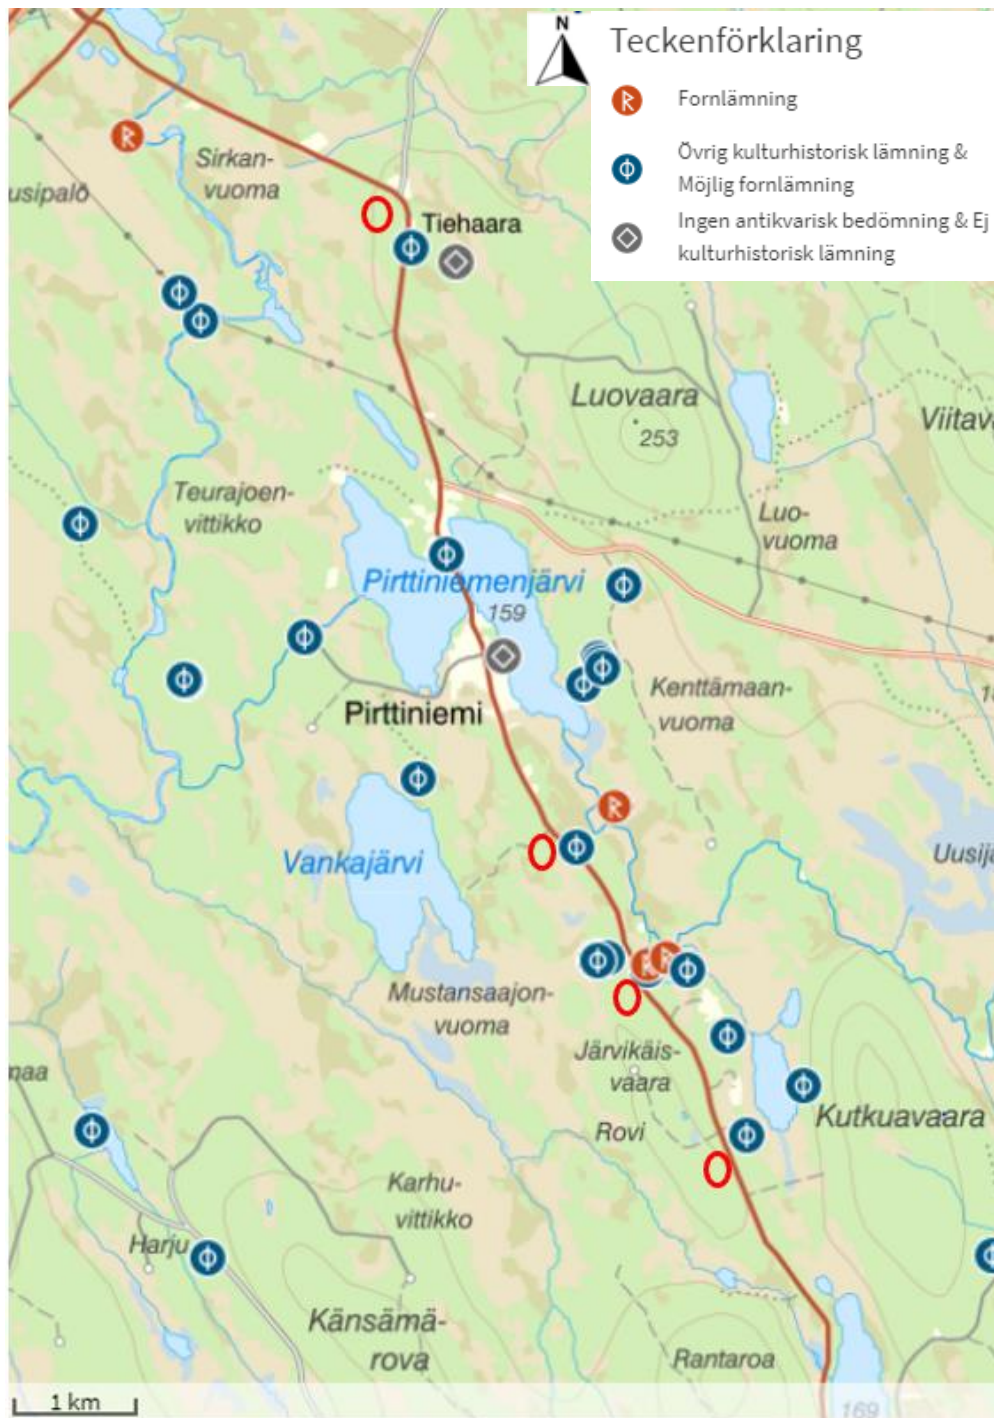 N
Teckenförklaring
Fornlämning
Övrig kulturhistorisk lämning &
Möjlig fornlämning
Ingen antikvarisk bedömning & Ej
kulturhistorisk lämning
Sirkan-
vuoma
usipalo
Tiehaara
Luovaara
253
Viitav
Teurajoen-
vittikko
Luo-
vuoma
Pirttiniemenjärvi
159
Kenttämaan-
vuoma
Pirttiniemi
Vankajärvi
Uusijä
Mustansaajon-
vuoma
Järvikäis-
vaara
maa
Kutkuavaara
Rovi
Karhu-
vittikko
Harju
Känsämä-
rova
Rantaroa
1 km
169